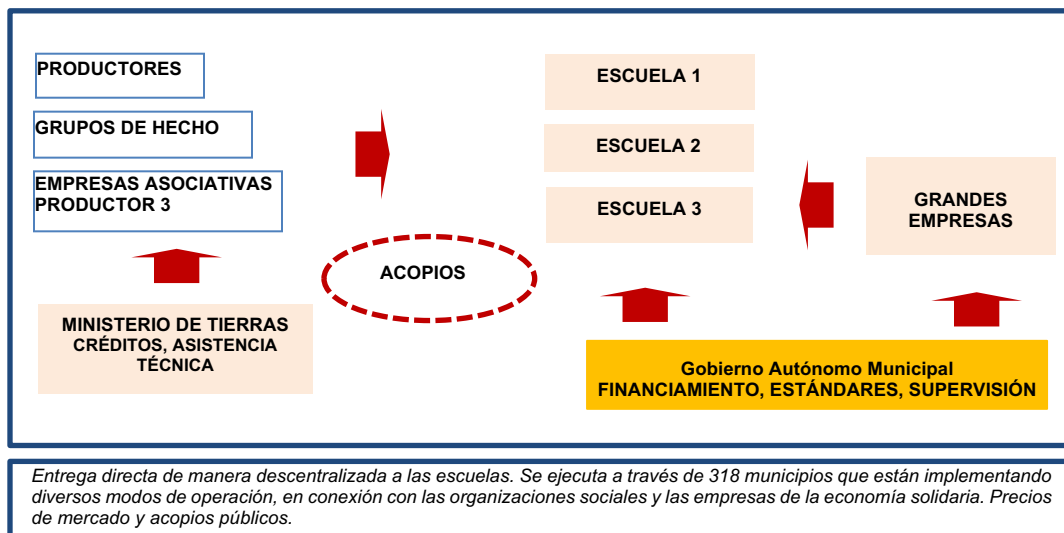 PRODUCTORES
GRUPOS DE HECHO
EMPRESAS ASOCIATIVAS
PRODUCTOR 3
MINISTERIO DE TIERRAS
CRÉDITOS, ASISTENCIA
TÉCNICA
ACOPIOS
ESCUELA 1
ESCUELA 2
ESCUELA 3
GRANDES
EMPRESAS
Gobierno Autónomo Municipal
FINANCIAMIENTO, ESTÁNDARES, SUPERVISIÓN
Entrega directa de manera descentralizada a las escuelas. Se ejecuta a través de 318 municipios que están implementando
diversos modos de operación, en conexión con las organizaciones sociales y las empresas de la economía solidaria. Precios
de mercado y acopios públicos.